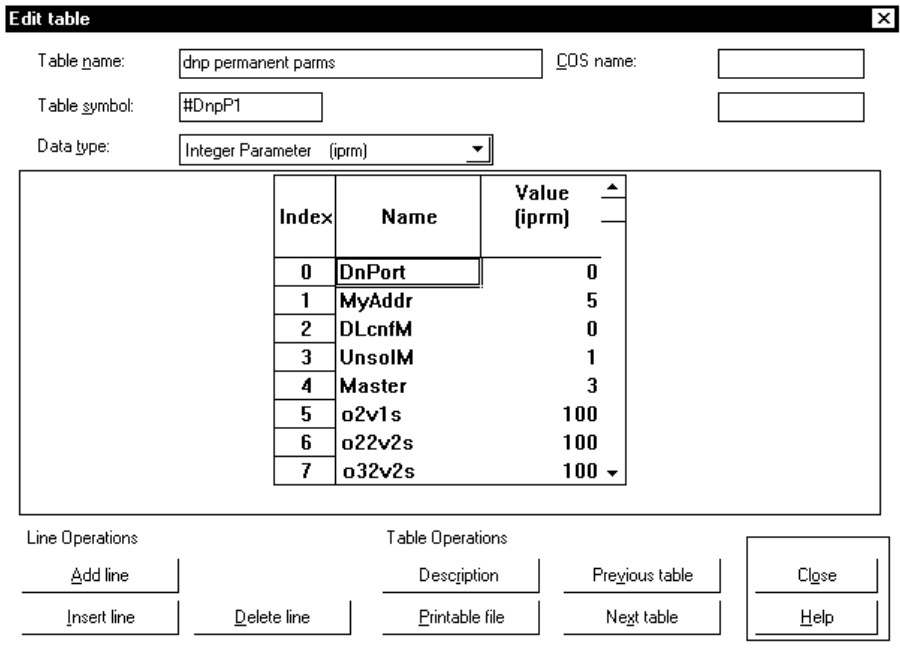 Edit table
Table name: dnp permanent parms COS name:
Table symbol: #DnpP1
Data type: Integer Parameter (iprm)
Index Name Value (iprm)
0 DnPort 0
1 MyAddr 5
2 DLcnfM 0
3 UnsolM 1
4 Master 3
5 o2v1s 100
6 o22v2s 100
7 o32v2s 100
Line Operations Table Operations
Add line Description Previous table Close
Insert line Delete line Printable file Next table Help